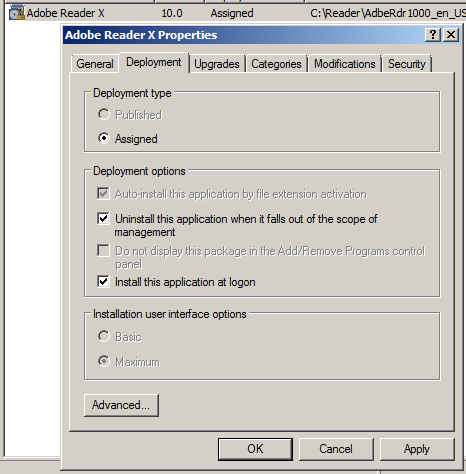 Adobe Reader X 10.0 Assigned C:\Reader\AdbeRdr1000_en_US
Adobe Reader X Properties
General Deployment Upgrades Categories Modifications Security
Deployment type
Published
Assigned
Deployment options
Auto-install this application by file extension activation
Uninstall this application when it falls out of the scope of
management
Do not display this package in the Add/Remove Programs control
panel
Install this application at logon
Installation user interface options
Basic
Maximum
Advanced...
OK Cancel Apply